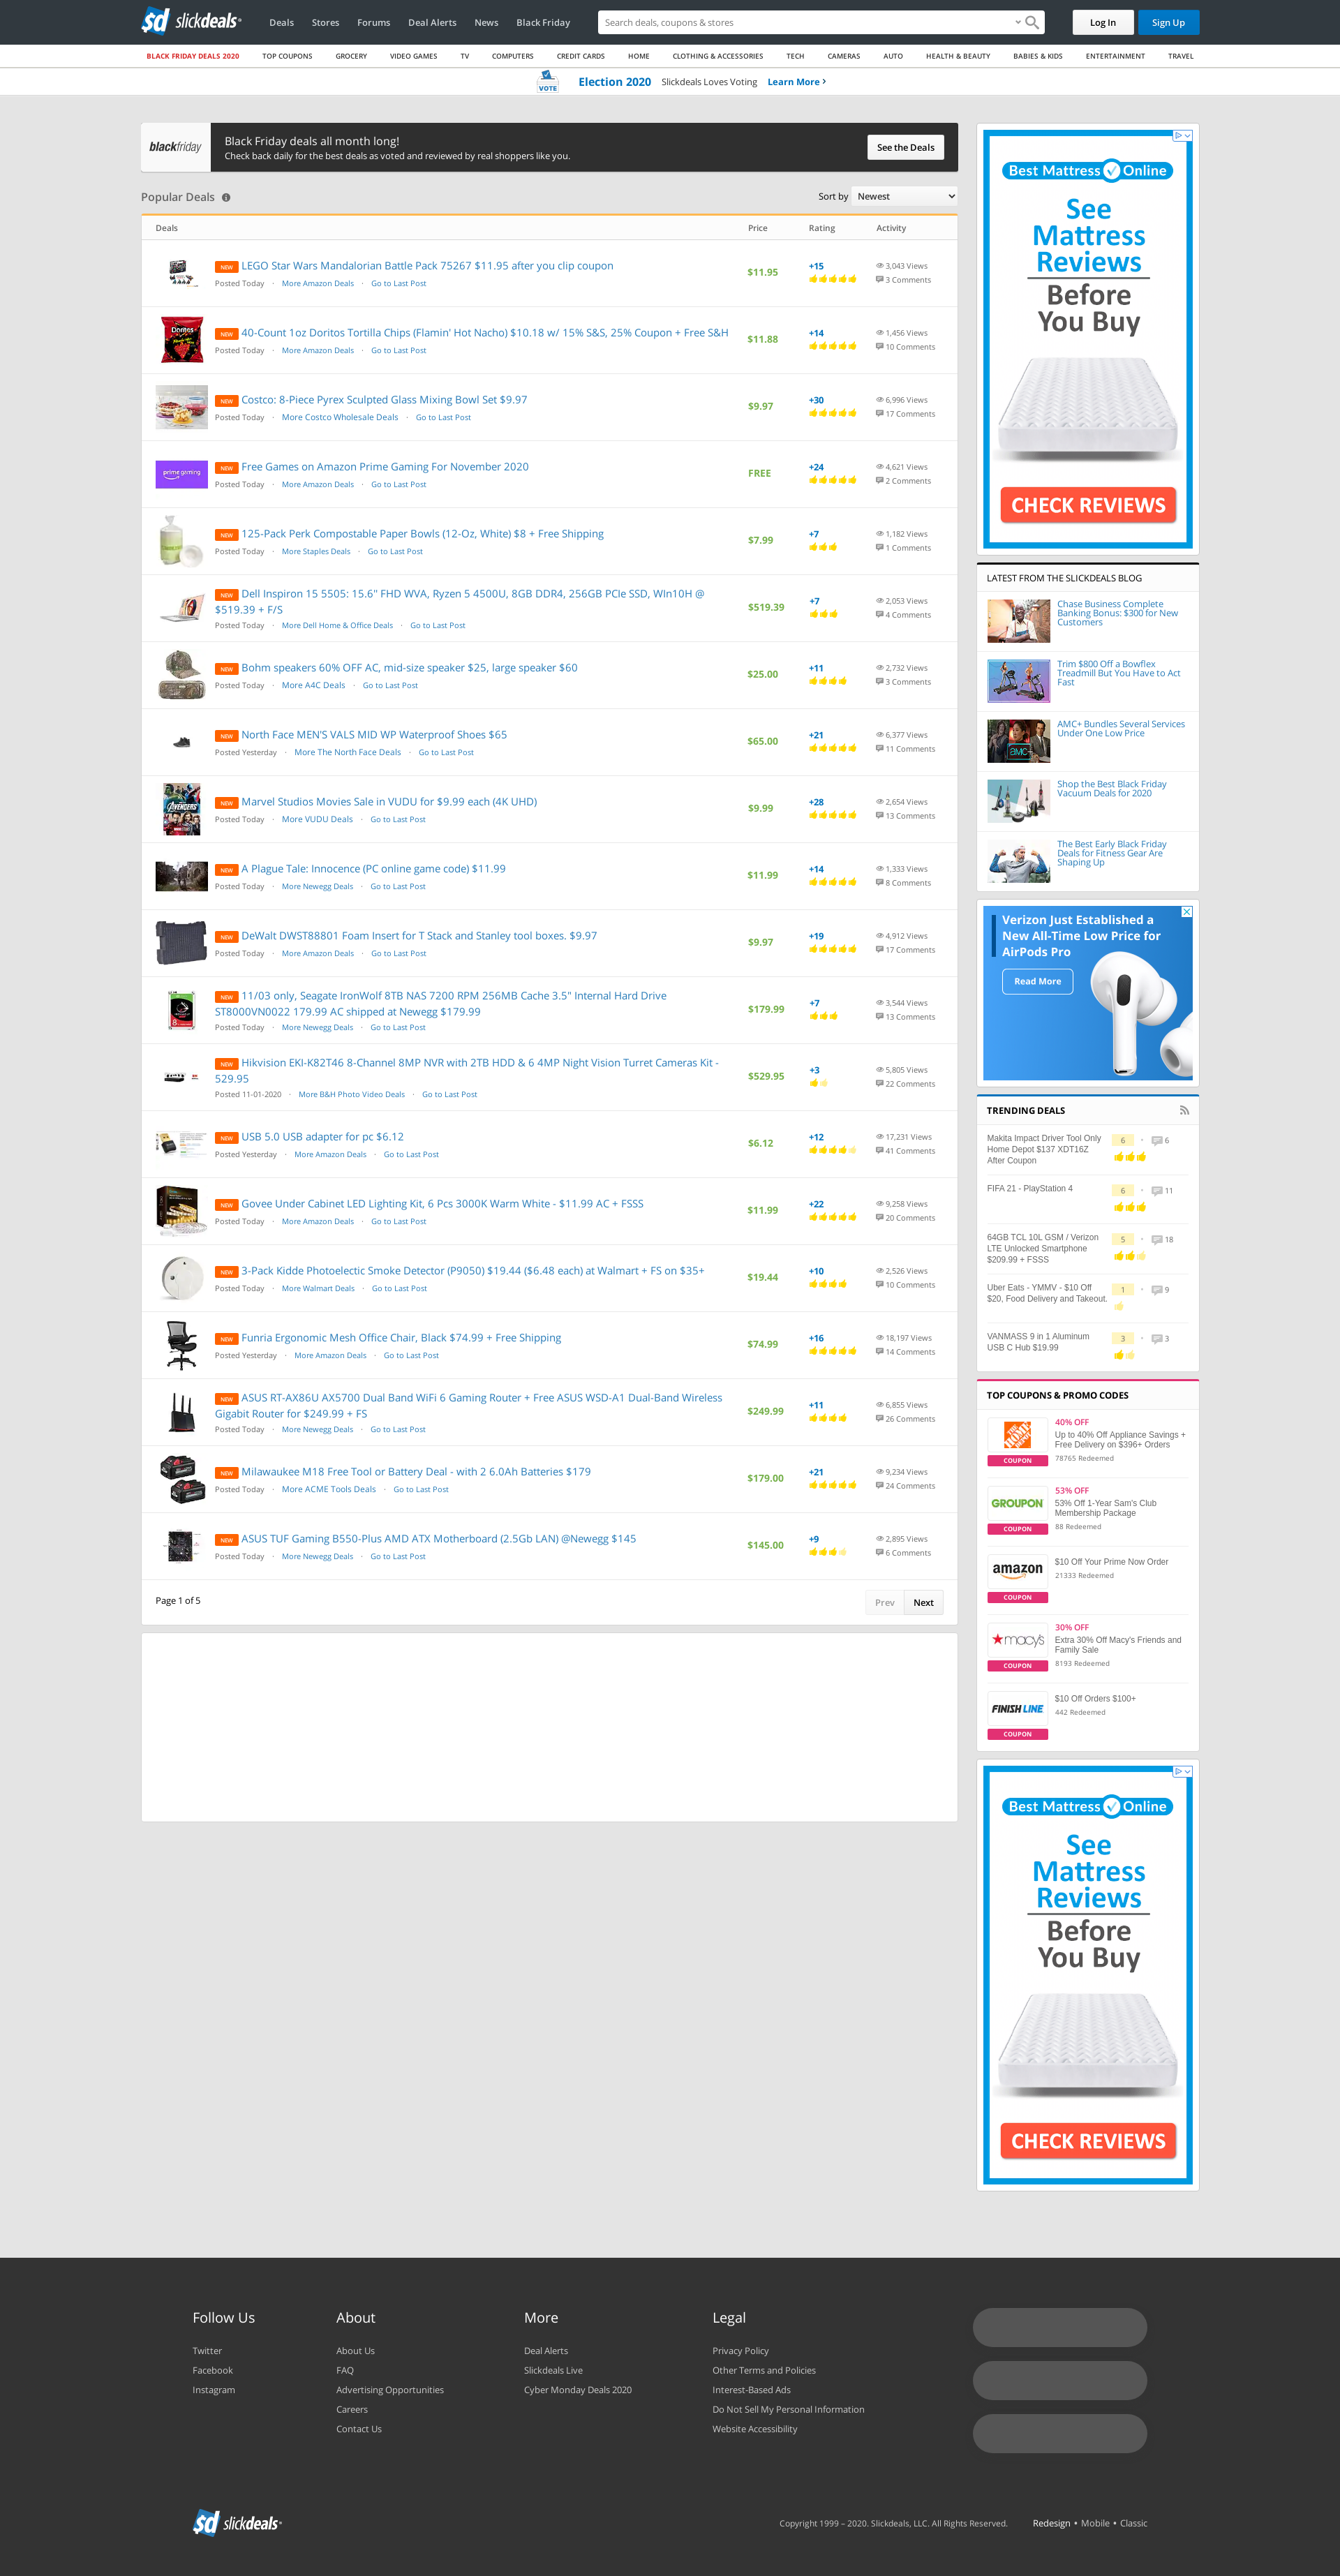 slickdeals
Deals Stores Forums Deal Alerts News Black Friday
Search deals, coupons & stores
Log In Sign Up
BLACK FRIDAY DEALS 2020 TOP COUPONS GROCERY VIDEO GAMES TV COMPUTERS CREDIT CARDS HOME CLOTHING & ACCESSORIES TECH CAMERAS AUTO HEALTH & BEAUTY BABIES & KIDS ENTERTAINMENT TRAVEL
VOTE Election 2020 Slickdeals Loves Voting Learn More ›
blackfriday
Black Friday deals all month long!
Check back daily for the best deals as voted and reviewed by real shoppers like you.
See the Deals
Popular Deals
Sort by Newest
Deals Price Rating Activity
NEW LEGO Star Wars Mandalorian Battle Pack 75267 $11.95 after you clip coupon
Posted Today · More Amazon Deals · Go to Last Post
$11.95 +15 3,043 Views
3 Comments
NEW 40-Count 1oz Doritos Tortilla Chips (Flamin' Hot Nacho) $10.18 w/ 15% S&S, 25% Coupon + Free S&H
Posted Today · More Amazon Deals · Go to Last Post
$11.88 +14 1,456 Views
10 Comments
NEW Costco: 8-Piece Pyrex Sculpted Glass Mixing Bowl Set $9.97
Posted Today · More Costco Wholesale Deals · Go to Last Post
$9.97 +30 6,996 Views
17 Comments
prime gaming
NEW Free Games on Amazon Prime Gaming For November 2020
Posted Today · More Amazon Deals · Go to Last Post
FREE +24 4,621 Views
2 Comments
NEW 125-Pack Perk Compostable Paper Bowls (12-Oz, White) $8 + Free Shipping
Posted Today · More Staples Deals · Go to Last Post
$7.99 +7 1,182 Views
1 Comments
NEW Dell Inspiron 15 5505: 15.6'' FHD WVA, Ryzen 5 4500U, 8GB DDR4, 256GB PCIe SSD, WIn10H @
$519.39 + F/S
Posted Today · More Dell Home & Office Deals · Go to Last Post
$519.39 +7 2,053 Views
4 Comments
NEW Bohm speakers 60% OFF AC, mid-size speaker $25, large speaker $60
Posted Today · More A4C Deals · Go to Last Post
$25.00 +11 2,732 Views
3 Comments
NEW North Face MEN'S VALS MID WP Waterproof Shoes $65
Posted Yesterday · More The North Face Deals · Go to Last Post
$65.00 +21 6,377 Views
11 Comments
NEW Marvel Studios Movies Sale in VUDU for $9.99 each (4K UHD)
Posted Today · More VUDU Deals · Go to Last Post
$9.99 +28 2,654 Views
13 Comments
NEW A Plague Tale: Innocence (PC online game code) $11.99
Posted Today · More Newegg Deals · Go to Last Post
$11.99 +14 1,333 Views
8 Comments
NEW DeWalt DWST88801 Foam Insert for T Stack and Stanley tool boxes. $9.97
Posted Today · More Amazon Deals · Go to Last Post
$9.97 +19 4,912 Views
17 Comments
NEW 11/03 only, Seagate IronWolf 8TB NAS 7200 RPM 256MB Cache 3.5" Internal Hard Drive
ST8000VN0022 179.99 AC shipped at Newegg $179.99
Posted Today · More Newegg Deals · Go to Last Post
$179.99 +7 3,544 Views
13 Comments
NEW Hikvision EKI-K82T46 8-Channel 8MP NVR with 2TB HDD & 6 4MP Night Vision Turret Cameras Kit -
529.95
Posted 11-01-2020 · More B&H Photo Video Deals · Go to Last Post
$529.95 +3 5,805 Views
22 Comments
NEW USB 5.0 USB adapter for pc $6.12
Posted Yesterday · More Amazon Deals · Go to Last Post
$6.12 +12 17,231 Views
41 Comments
NEW Govee Under Cabinet LED Lighting Kit, 6 Pcs 3000K Warm White - $11.99 AC + FSSS
Posted Today · More Amazon Deals · Go to Last Post
$11.99 +22 9,258 Views
20 Comments
NEW 3-Pack Kidde Photoelectic Smoke Detector (P9050) $19.44 ($6.48 each) at Walmart + FS on $35+
Posted Today · More Walmart Deals · Go to Last Post
$19.44 +10 2,526 Views
10 Comments
NEW Funria Ergonomic Mesh Office Chair, Black $74.99 + Free Shipping
Posted Yesterday · More Amazon Deals · Go to Last Post
$74.99 +16 18,197 Views
14 Comments
NEW ASUS RT-AX86U AX5700 Dual Band WiFi 6 Gaming Router + Free ASUS WSD-A1 Dual-Band Wireless
Gigabit Router for $249.99 + FS
Posted Today · More Newegg Deals · Go to Last Post
$249.99 +11 6,855 Views
26 Comments
NEW Milawaukee M18 Free Tool or Battery Deal - with 2 6.0Ah Batteries $179
Posted Today · More ACME Tools Deals · Go to Last Post
$179.00 +21 9,234 Views
24 Comments
NEW ASUS TUF Gaming B550-Plus AMD ATX Motherboard (2.5Gb LAN) @Newegg $145
Posted Today · More Newegg Deals · Go to Last Post
$145.00 +9 2,895 Views
6 Comments
Page 1 of 5
Prev Next
Best Mattress Online
See
Mattress
Reviews
Before
You Buy
CHECK REVIEWS
LATEST FROM THE SLICKDEALS BLOG
Chase Business Complete
Banking Bonus: $300 for New
Customers
Trim $800 Off a Bowflex
Treadmill But You Have to Act
Fast
amc+
AMC+ Bundles Several Services
Under One Low Price
Shop the Best Black Friday
Vacuum Deals for 2020
The Best Early Black Friday
Deals for Fitness Gear Are
Shaping Up
Verizon Just Established a
New All-Time Low Price for
AirPods Pro
Read More
TRENDING DEALS
Makita Impact Driver Tool Only
Home Depot $137 XDT16Z
After Coupon
6 · 6
FIFA 21 - PlayStation 4
6 · 11
64GB TCL 10L GSM / Verizon
LTE Unlocked Smartphone
$209.99 + FSSS
5 · 18
Uber Eats - YMMV - $10 Off
$20, Food Delivery and Takeout.
1 · 9
VANMASS 9 in 1 Aluminum
USB C Hub $19.99
3 · 3
TOP COUPONS & PROMO CODES
COUPON
40% OFF
Up to 40% Off Appliance Savings +
Free Delivery on $396+ Orders
78765 Redeemed
GROUPON
COUPON
53% OFF
53% Off 1-Year Sam's Club
Membership Package
88 Redeemed
amazon
COUPON
$10 Off Your Prime Now Order
21333 Redeemed
macy's
COUPON
30% OFF
Extra 30% Off Macy's Friends and
Family Sale
8193 Redeemed
FINISH LINE
COUPON
$10 Off Orders $100+
442 Redeemed
Best Mattress Online
See
Mattress
Reviews
Before
You Buy
CHECK REVIEWS
Follow Us
Twitter
Facebook
Instagram
About
About Us
FAQ
Advertising Opportunities
Careers
Contact Us
More
Deal Alerts
Slickdeals Live
Cyber Monday Deals 2020
Legal
Privacy Policy
Other Terms and Policies
Interest-Based Ads
Do Not Sell My Personal Information
Website Accessibility
slickdeals
Copyright 1999 – 2020. Slickdeals, LLC. All Rights Reserved.
Redesign • Mobile • Classic